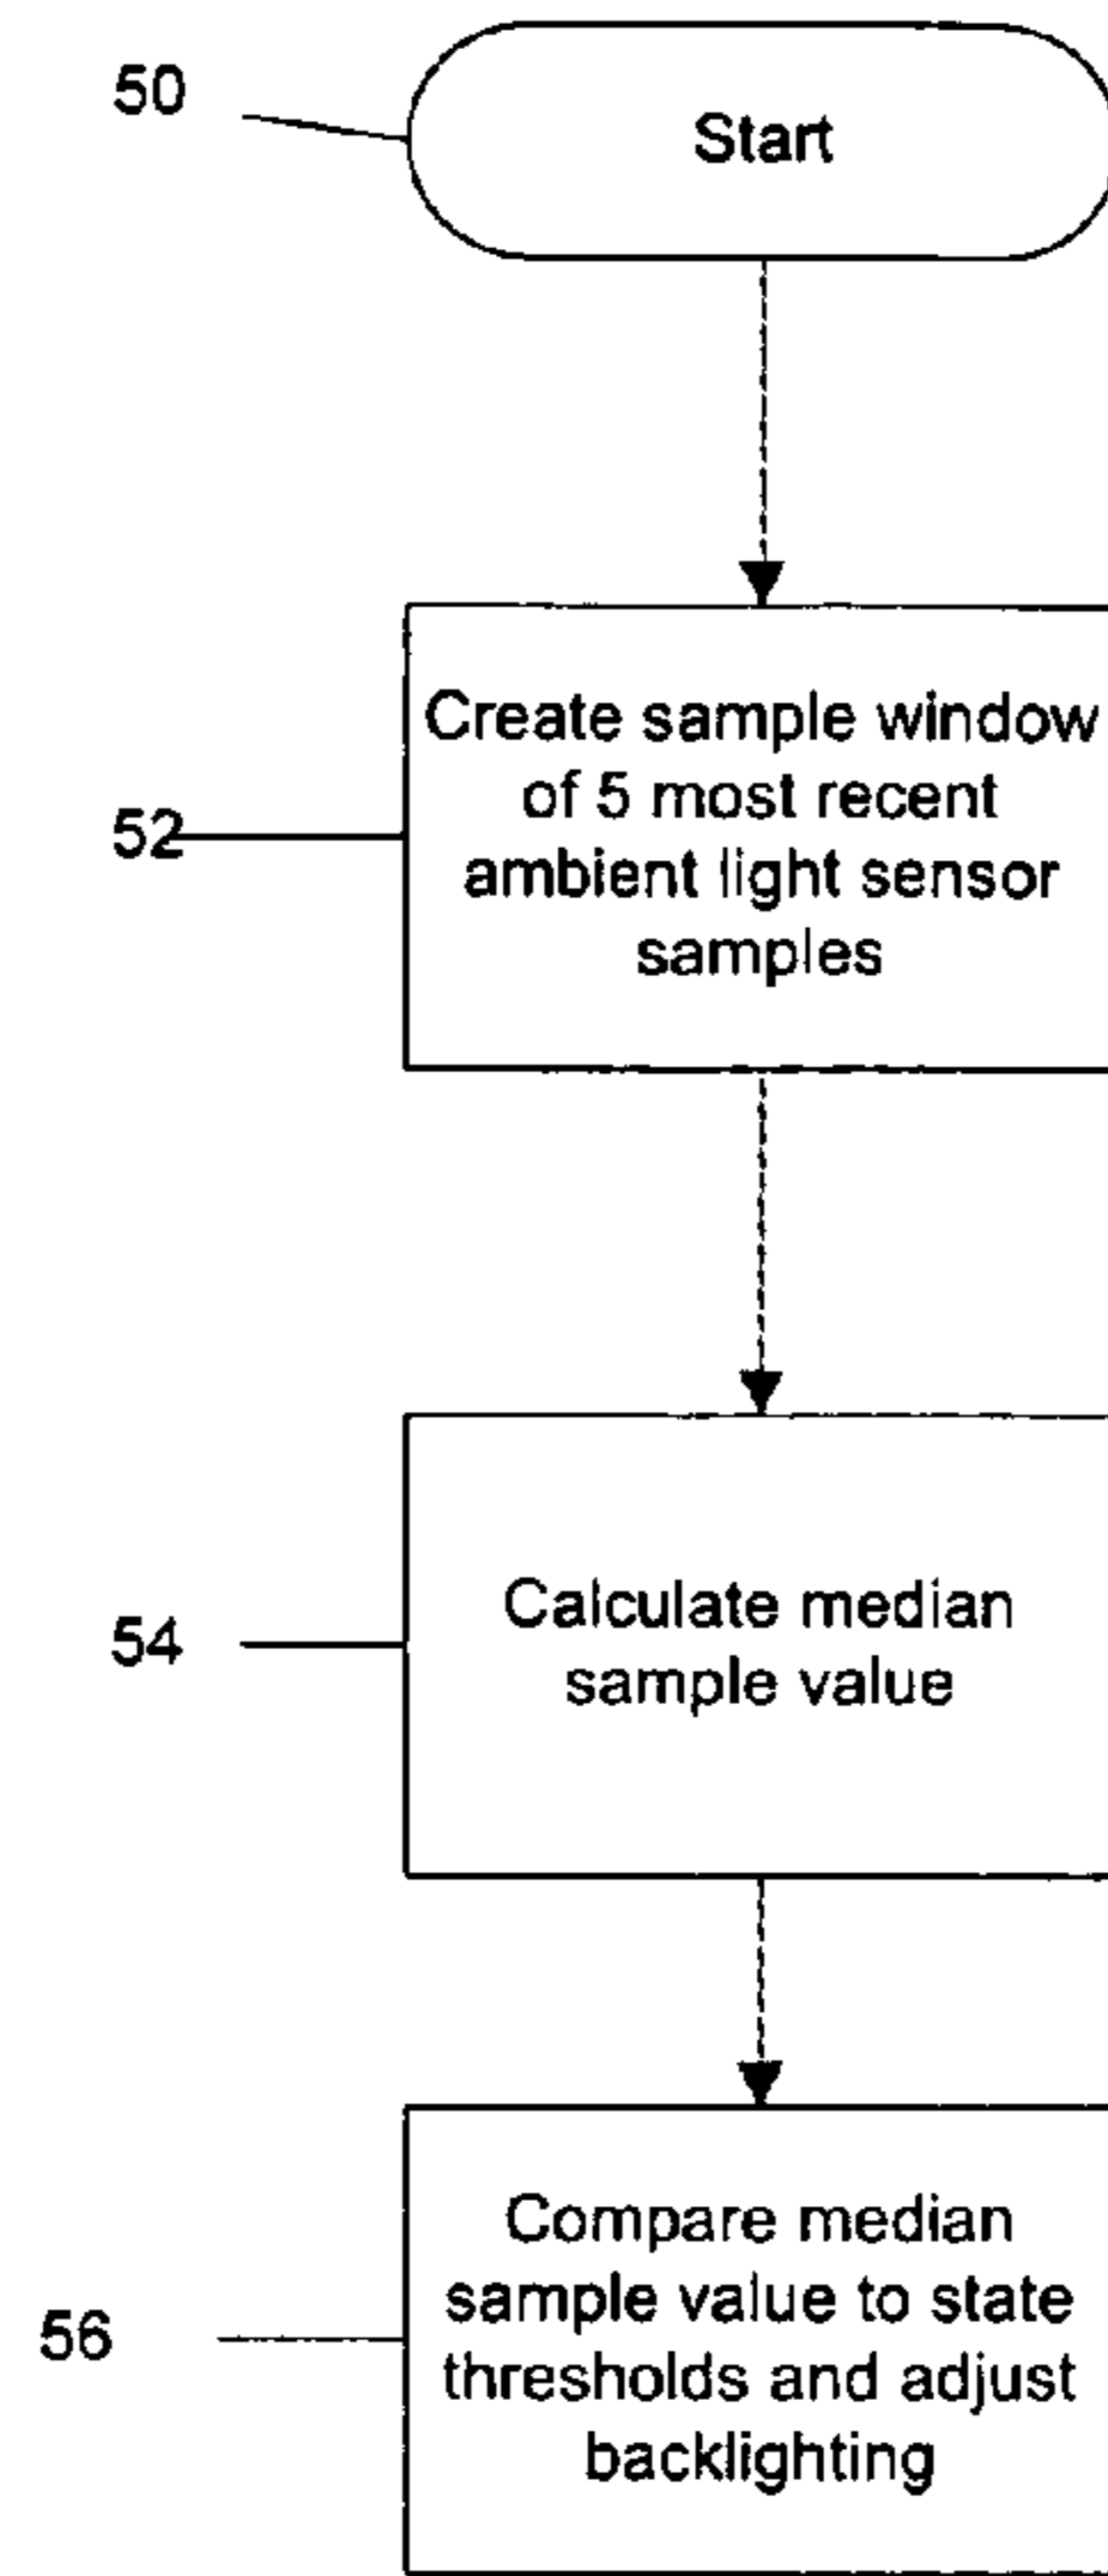 50
Start
Create sample window
of 5 most recent
ambient light sensor
samples
52
Calculate median
sample value
54
Compare median
sample value to state
thresholds and adjust
backlighting
56